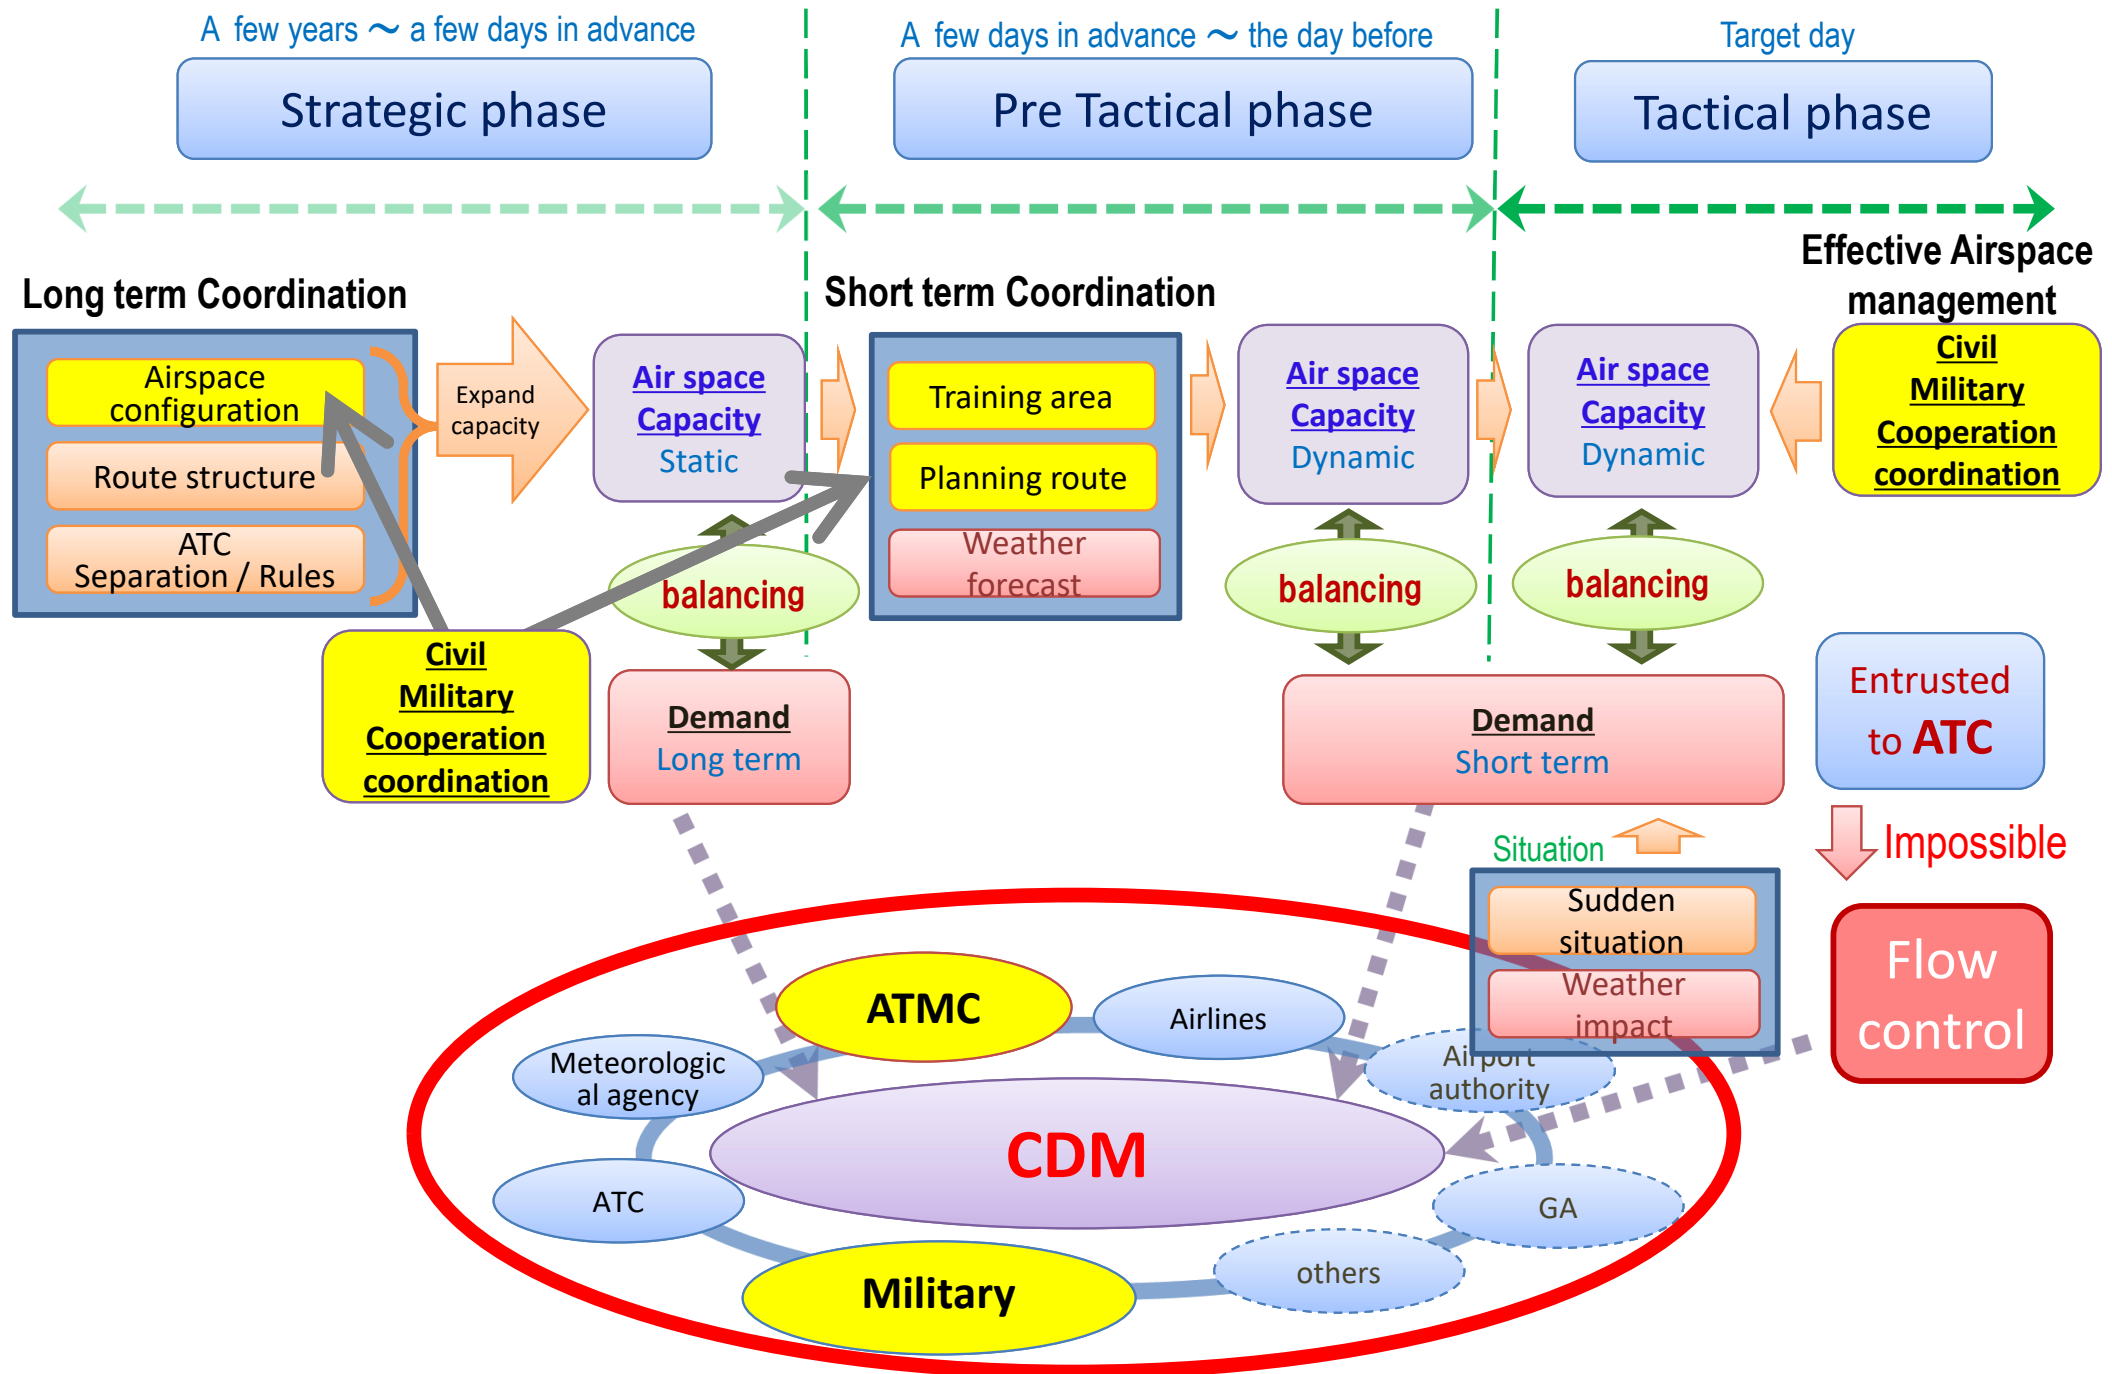 A few years ～ a few days in advance
A few days in advance ～ the day before
Target day
Strategic phase
Pre Tactical phase
Tactical phase
Long term Coordination
Short term Coordination
Effective Airspace
management
Airspace
configuration
Route structure
ATC
Separation / Rules
Expand
capacity
Air space
Capacity
Static
Training area
Planning route
Weather
forecast
Air space
Capacity
Dynamic
Air space
Capacity
Dynamic
Civil
Military
Cooperation
coordination
balancing
balancing
balancing
Civil
Military
Cooperation
coordination
Demand
Long term
Demand
Short term
Entrusted
to ATC
Impossible
Situation
Sudden
situation
Weather
impact
Flow
control
ATMC
Airlines
Airport
authority
Meteorologic
al agency
CDM
ATC
GA
Military
others